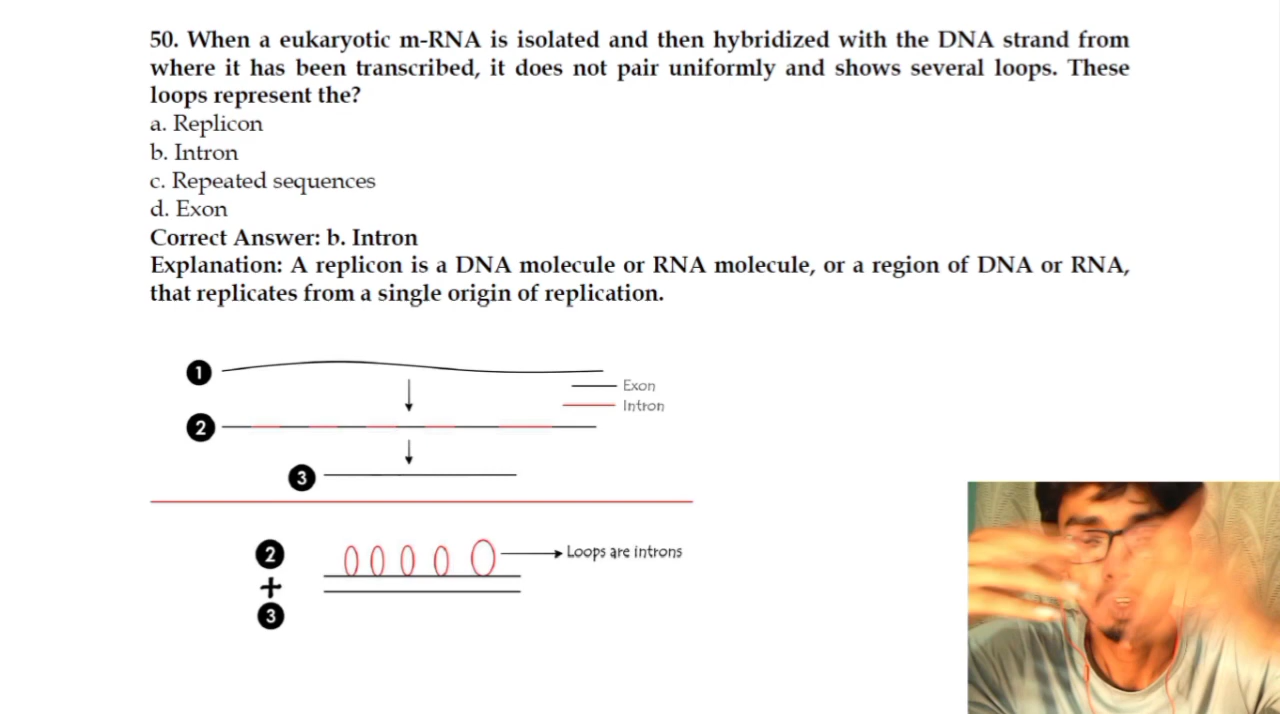 50. When a eukaryotic m-RNA is isolated and then hybridized with the DNA strand from
where it has been transcribed, it does not pair uniformly and shows several loops. These
loops represent the?
a. Replicon
b. Intron
c. Repeated sequences
d. Exon
Correct Answer: b. Intron
Explanation: A replicon is a DNA molecule or RNA molecule, or a region of DNA or RNA,
that replicates from a single origin of replication.
1
Exon
Intron
2
3
2
Loops are introns
+
3